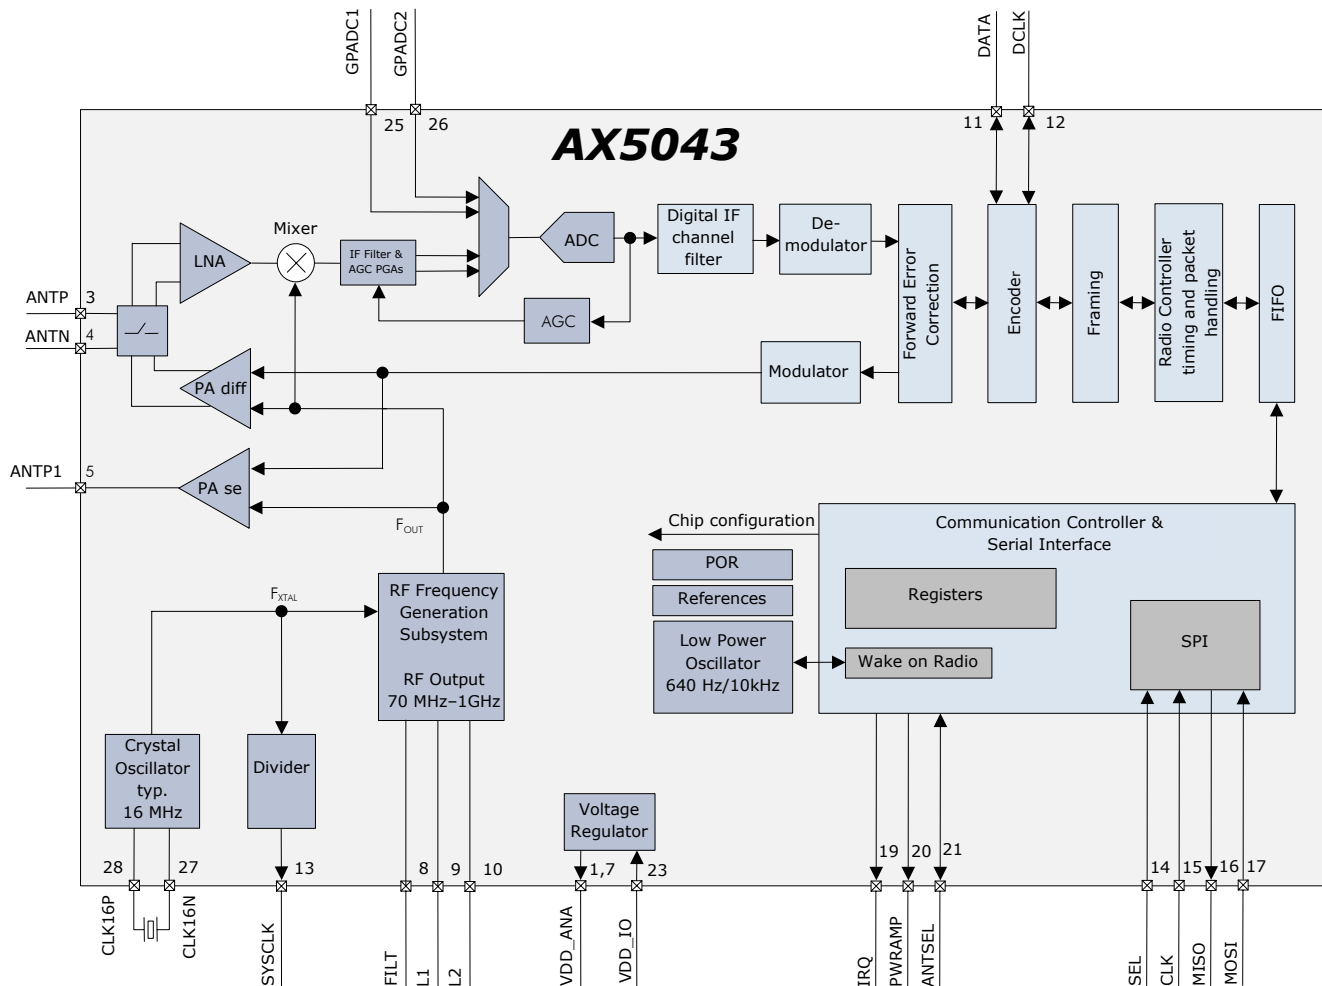 GPADC1
GPADC2
DATA
DCLK
25
26
11
12
AX5043
Mixer
LNA
IF Filter &
AGC PGAs
ADC
AGC
Digital IF
channel
filter
De-
modulator
Forward Error
Correction
Encoder
Framing
Radio Controller
timing and packet
handling
FIFO
ANTP
3
ANTN
4
PA diff
Modulator
ANTP1
5
PA se
FOUT
Chip configuration
Communication Controller &
Serial Interface
POR
References
Low Power
Oscillator
640 Hz/10kHz
Registers
Wake on Radio
SPI
FXTAL
RF Frequency
Generation
Subsystem
RF Output
70 MHz–1GHz
Crystal
Oscillator
typ.
16 MHz
Divider
Voltage
Regulator
28
27
13
8
9
10
1,7
23
19
20
21
14
15
16
17
CLK16P
CLK16N
SYSCLK
FILT
L1
L2
VDD_ANA
VDD_IO
IRQ
PWRAMP
ANTSEL
SEL
CLK
MISO
MOSI